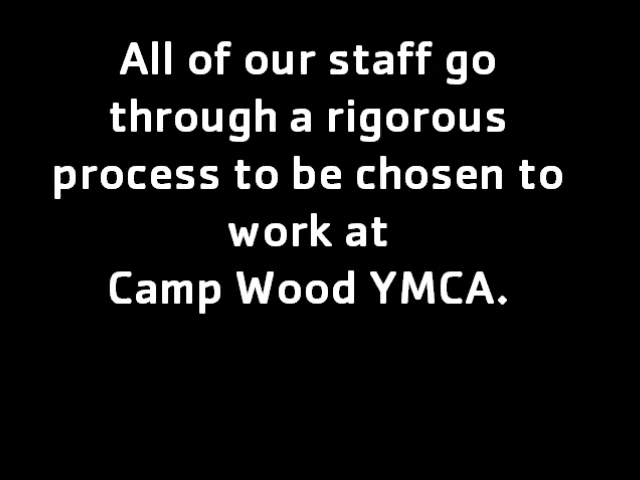 All of our staff go
through a rigorous
process to be chosen to
work at
Camp Wood YMCA.